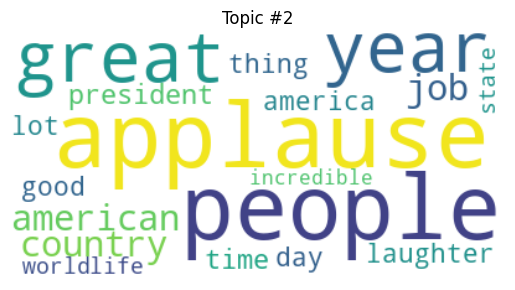 Topic #2
great year
thing
president america job state
lot applause
good incredible
american people
country time day laughter
worldlife